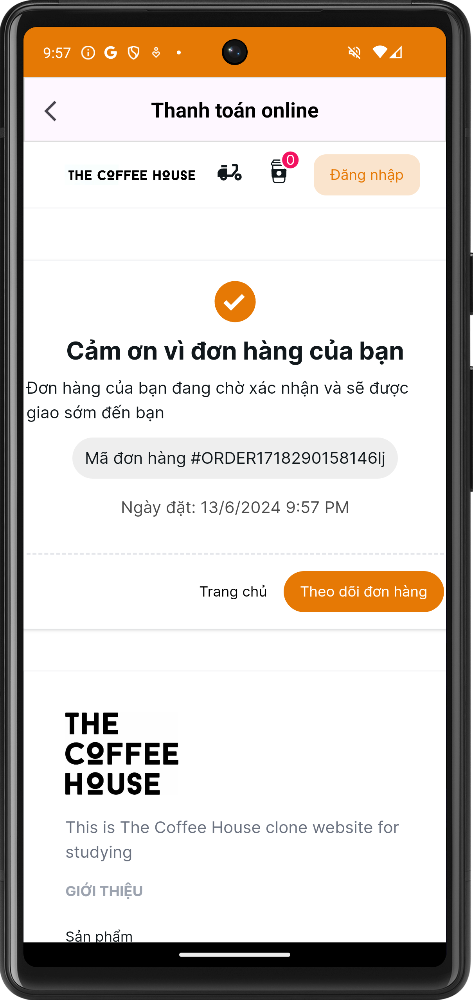 9:57
Thanh toán online
THE COFFEE HOUSE
0
Đăng nhập
Cảm ơn vì đơn hàng của bạn
Đơn hàng của bạn đang chờ xác nhận và sẽ được
giao sớm đến bạn
Mã đơn hàng #ORDER1718290158146lj
Ngày đặt: 13/6/2024 9:57 PM
Trang chủ
Theo dõi đơn hàng
THE
COFFEE
HOUSE
This is The Coffee House clone website for
studying
GIỚI THIỆU
Sản phẩm